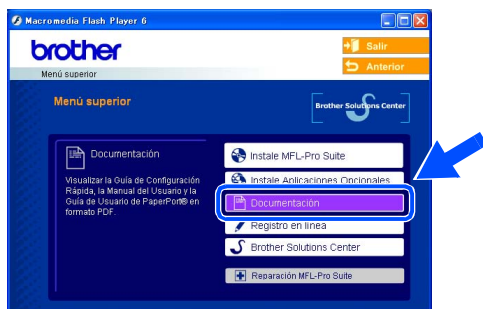 Macromedia Flash Player 6
brother
Salir
Anterior
Menú superior
Menú superior
Brother Solutions Center
Documentación
Visualizar la Guía de Configuración
Rápida, la Manual del Usuario y la
Guía de Usuario de PaperPort® en
formato PDF.
Instale MFL-Pro Suite
Instale Aplicaciones Opcionales
Documentación
Registro en línea
Brother Solutions Center
Reparación MFL-Pro Suite